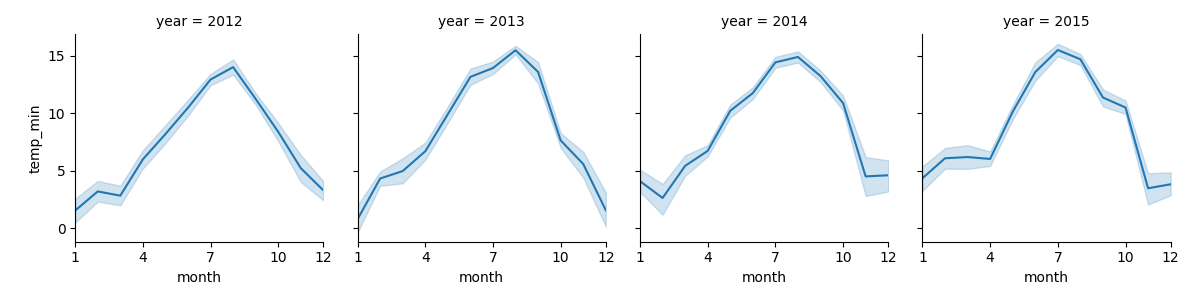 year = 2012
year = 2013
year = 2014
year = 2015
temp_min
15
10
5
0
1 4 7 10 12
1 4 7 10 12
1 4 7 10 12
1 4 7 10 12
month
month
month
month